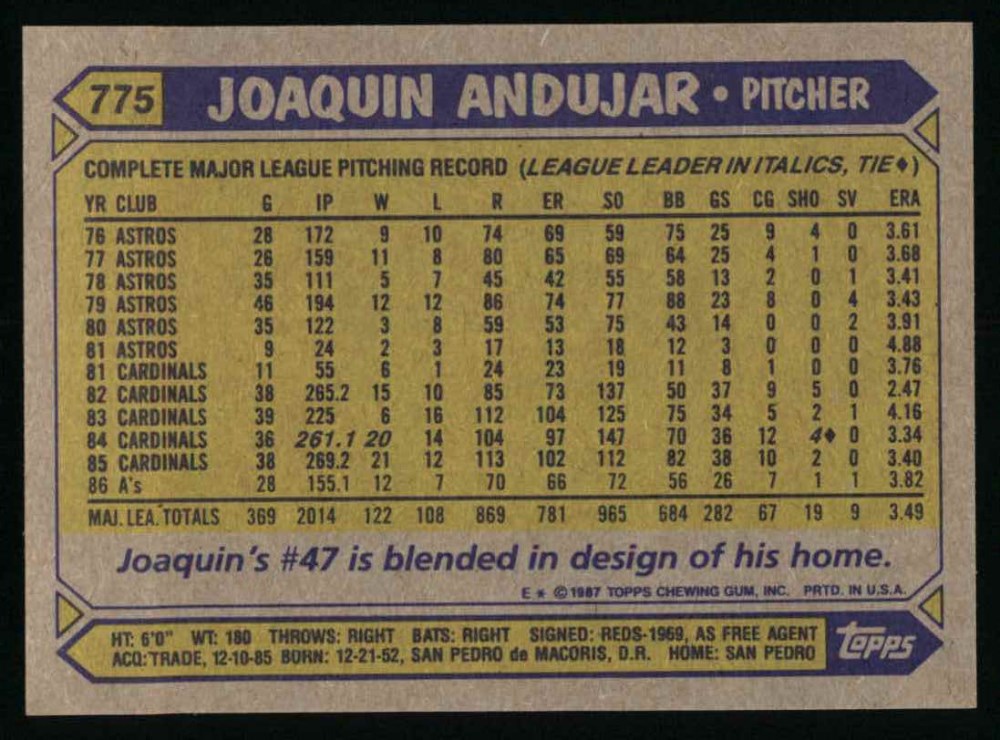 775 JOAQUIN ANDUJAR • PITCHER
COMPLETE MAJOR LEAGUE PITCHING RECORD (LEAGUE LEADER IN ITALICS, TIE♦)
YR CLUB G IP W L R ER SO BB GS CG SHO SV ERA
76 ASTROS 28 172 9 10 74 69 59 75 25 9 4 0 3.61
77 ASTROS 26 159 11 8 80 65 69 64 25 4 1 0 3.68
78 ASTROS 35 111 5 7 45 42 55 58 13 2 0 1 3.41
79 ASTROS 46 194 12 12 86 74 77 88 23 8 0 4 3.43
80 ASTROS 35 122 3 8 59 53 75 43 14 0 0 2 3.91
81 ASTROS 9 24 2 3 17 13 18 12 3 0 0 0 4.88
81 CARDINALS 11 55 6 1 24 23 19 11 8 1 0 0 3.76
82 CARDINALS 38 265.2 15 10 85 73 137 50 37 9 5 0 2.47
83 CARDINALS 39 225 6 16 112 104 125 75 34 5 2 1 4.16
84 CARDINALS 36 261.1 20 14 104 97 147 70 36 12 4♦ 0 3.34
85 CARDINALS 38 269.2 21 12 113 102 112 82 38 10 2 0 3.40
86 A's 28 155.1 12 7 70 66 72 56 26 7 1 1 3.82
MAJ. LEA. TOTALS 369 2014 122 108 869 781 965 684 282 67 19 9 3.49
Joaquin's #47 is blended in design of his home.
E * © 1987 TOPPS CHEWING GUM, INC. PRTD. IN U.S.A.
HT: 6'0" WT: 180 THROWS: RIGHT BATS: RIGHT SIGNED: REDS-1969, AS FREE AGENT
ACQ: TRADE, 12-10-85 BORN: 12-21-52, SAN PEDRO de MACORIS, D.R. HOME: SAN PEDRO
topps